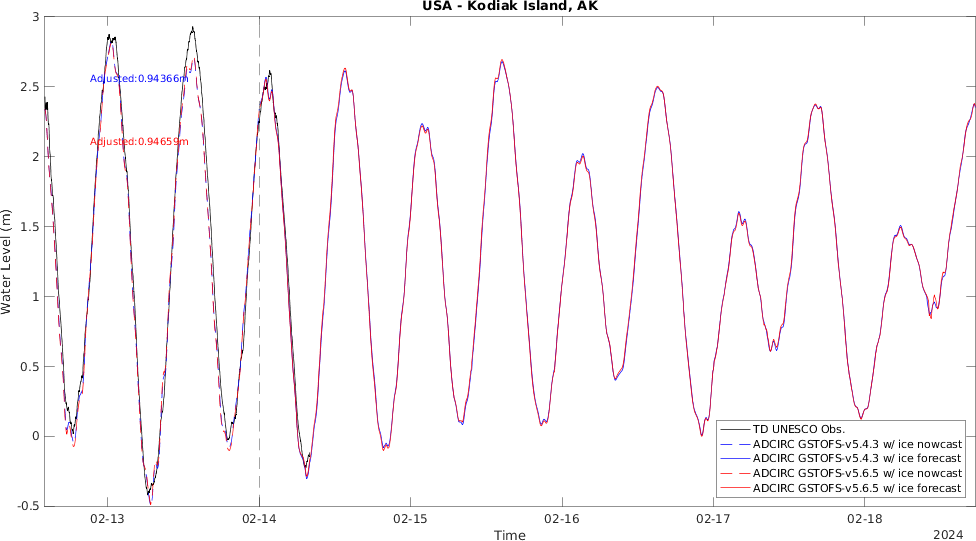 USA - Kodiak Island, AK
3
2.5
2
1.5
1
0.5
0
-0.5
Water Level (m)
Adjusted:0.94366m
Adjusted:0.94659m
TD UNESCO Obs.
ADCIRC GSTOFS-v5.4.3 w/ ice nowcast
ADCIRC GSTOFS-v5.4.3 w/ ice forecast
ADCIRC GSTOFS-v5.6.5 w/ ice nowcast
ADCIRC GSTOFS-v5.6.5 w/ ice forecast
02-13 02-14 02-15 02-16 02-17 02-18
Time
2024